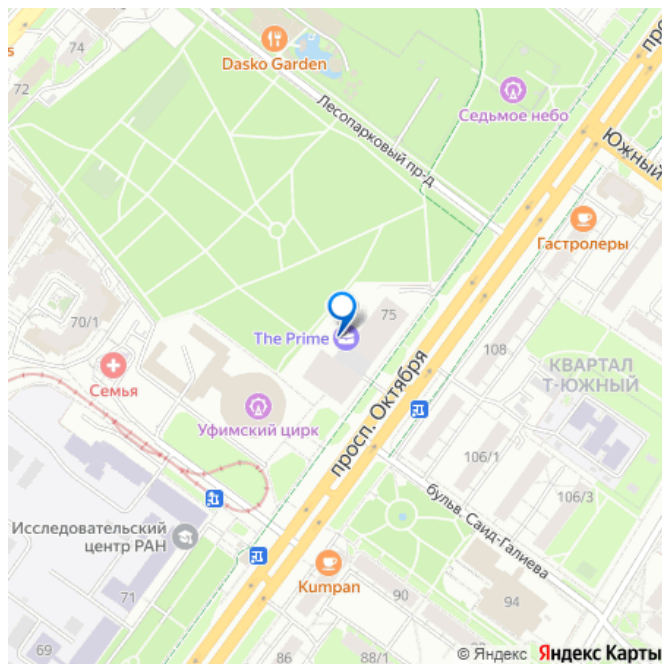 s
74
72
Dasko Garden
Лесопарковый пр-д
Седьмое небо
про
Южный
Гастролеры
75
The Prime
70/1
Семья
Уфимский цирк
просп. Октября
108
КВАРТАЛ
Т-ЮЖНЫЙ
106/1
106/3
бульв. Саид-Галиева
Исследовательский
центр РАН
71
69
Kumpan
90
94
86
88/1
© Яндекс Яндекс Карты